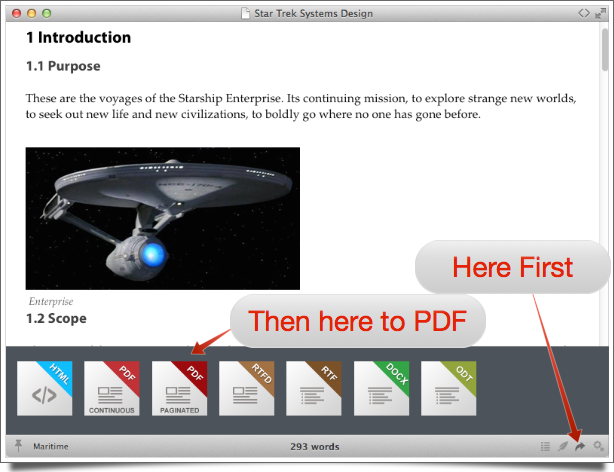 Star Trek Systems Design
1 Introduction
1.1 Purpose
These are the voyages of the Starship Enterprise. Its continuing mission, to explore strange new worlds,
to seek out new life and new civilizations, to boldly go where no one has gone before.
Here First
Enterprise
1.2 Scope
Then here to PDF
HTML
PDF
CONTINUOUS
PDF
PAGINATED
RTFD
RTF
DOCX
ODT
Maritime
293 words